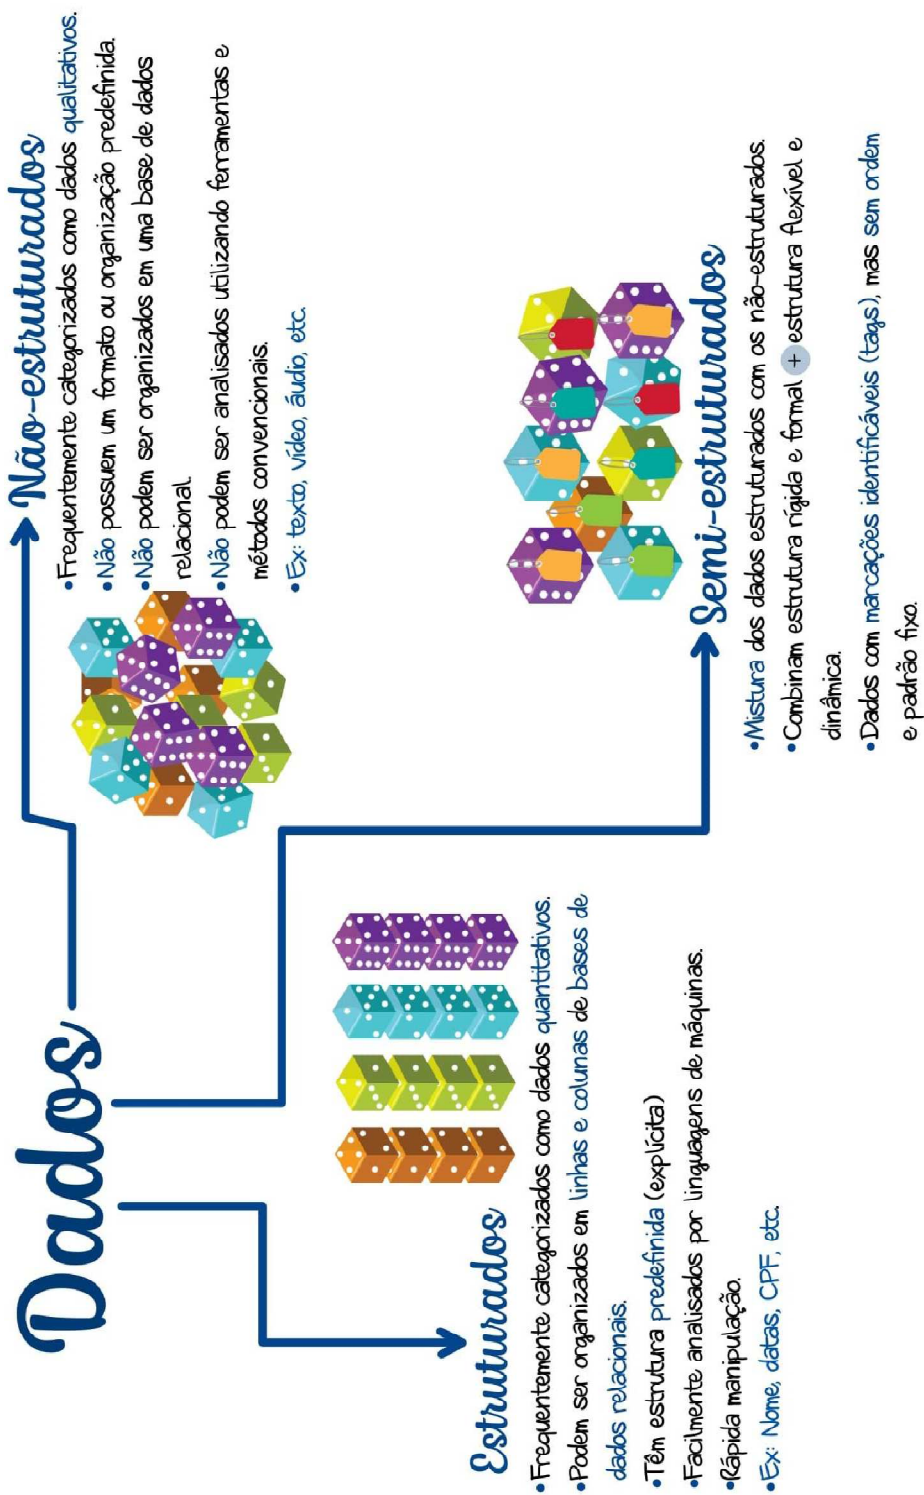 Dados
Estruturados
•Frequentemente categorizados como dados quantitativos.
•Podem ser organizados em linhas e colunas de bases de
dados relacionais.
•Têm estrutura predefinida (explícita)
•Facilmente analisados por linguagens de máquinas.
•Rápida manipulação.
•Ex: Nome, datas, CPF, etc.
Não-estruturados
•Frequentemente categorizados como dados qualitativos.
•Não possuem um formato ou organização predefinida.
•Não podem ser organizados em uma base de dados
relacional.
•Não podem ser analisados utilizando ferramentas e
métodos convencionais.
•Ex: texto, vídeo, áudio, etc.
Semi-estruturados
•Mistura dos dados estruturados com os não-estruturados.
•Combinam estrutura rígida e formal + estrutura flexível e
dinâmica.
•Dados com marcações identificáveis (tags), mas sem ordem
e padrão fixo.